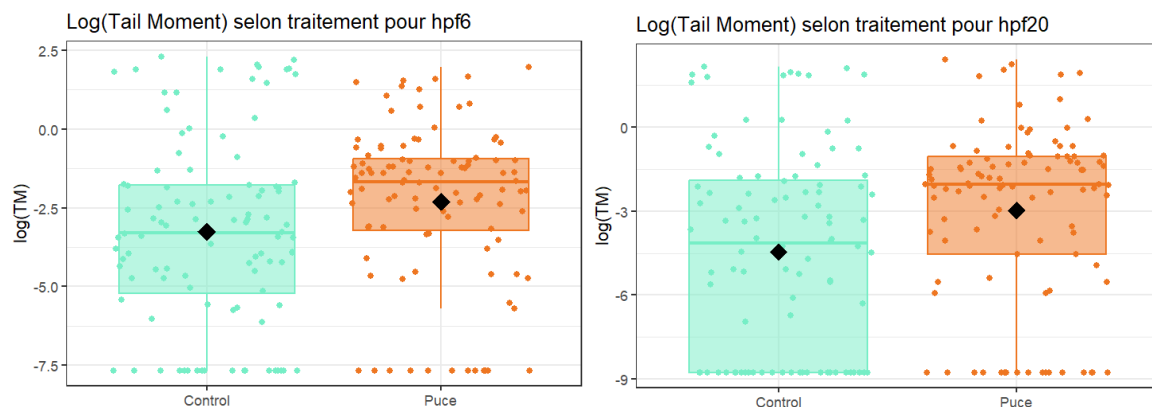 Log(Tail Moment) selon traitement pour hpf6
2.5
0.0
-2.5
-5.0
-7.5
log(TM)
Control
Puce
Log(Tail Moment) selon traitement pour hpf20
0
-3
-6
-9
log(TM)
Control
Puce